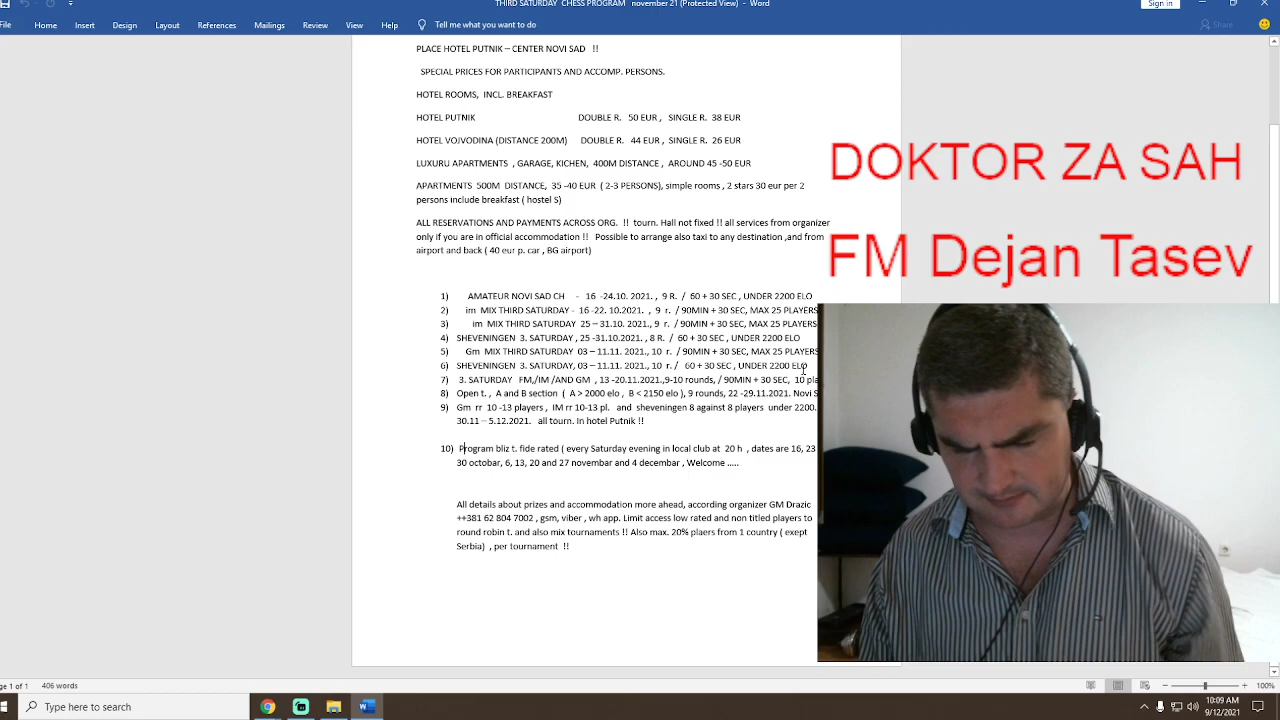 THIRD SATURDAY CHESS PROGRAM november 21 (Protected View) - Word
Sign in
File
Insert
Design
Layout
References
Mailings
Review
View
Help
Tell me what you want to do
Share
PLACE HOTEL PUTNIK – CENTER NOVI SAD !!
SPECIAL PRICES FOR PARTICIPANTS AND ACCOMP. PERSONS.
HOTEL ROOMS, INCL. BREAKFAST
HOTEL PUTNIK DOUBLE R. 50 EUR , SINGLE R. 38 EUR
HOTEL VOJVODINA (DISTANCE 200M) DOUBLE R. 44 EUR , SINGLE R. 26 EUR
LUXURU APARTMENTS , GARAGE, KICHEN, 400M DISTANCE , AROUND 45 -50 EUR
APARTMENTS 500M DISTANCE, 35 -40 EUR ( 2-3 PERSONS), simple rooms , 2 stars 30 eur per 2
persons include breakfast ( hostel S)
ALL RESERVATIONS AND PAYMENTS ACROSS ORG. !! tourn. Hall not fixed !! all services from organizer
only if you are in official accommodation !! Possible to arrange also taxi to any destination ,and from
airport and back ( 40 eur p. car , BG airport)
DOKTOR ZA SAH
FM Dejan Tasev
1) AMATEUR NOVI SAD CH - 16 -24.10. 2021. , 9 R. / 60 + 30 SEC , UNDER 2200 ELO
2) im MIX THIRD SATURDAY - 16 -22. 10.2021. , 9 r. / 90MIN + 30 SEC, MAX 25 PLAYERS
3) im MIX THIRD SATURDAY 25 – 31.10. 2021., 9 r. / 90MIN + 30 SEC, MAX 25 PLAYERS
4) SHEVENINGEN 3. SATURDAY , 25 -31.10.2021. , 8 R. / 60 + 30 SEC , UNDER 2200 ELO
5) Gm MIX THIRD SATURDAY 03 – 11.11. 2021., 10 r. / 90MIN + 30 SEC, MAX 25 PLAYERS
6) SHEVENINGEN 3. SATURDAY, 03 – 11.11. 2021., 10 r. / 60 + 30 SEC , UNDER 2200 ELO
7) 3. SATURDAY FM,/IM /AND GM , 13 -20.11.2021.,9-10 rounds, / 90MIN + 30 SEC, 10 pla
8) Open t. , A and B section ( A > 2000 elo , B < 2150 elo ), 9 rounds, 22 -29.11.2021. Novi S
9) Gm rr 10 -13 players , IM rr 10-13 pl. and sheveningen 8 against 8 players under 2200.
30.11 – 5.12.2021. all tourn. In hotel Putnik !!
10) Program bliz t. fide rated ( every Saturday evening in local club at 20 h , dates are 16, 23
30 octobar, 6, 13, 20 and 27 novembar and 4 decembar , Welcome …..
All details about prizes and accommodation more ahead, according organizer GM Drazic
++381 62 804 7002 , gsm, viber , wh app. Limit access low rated and non titled players to
round robin t. and also mix tournaments !! Also max. 20% plaers from 1 country ( exept
Serbia) , per tournament !!
ge 1 of 1 406 words
100%
Type here to search
10:09 AM
9/12/2021